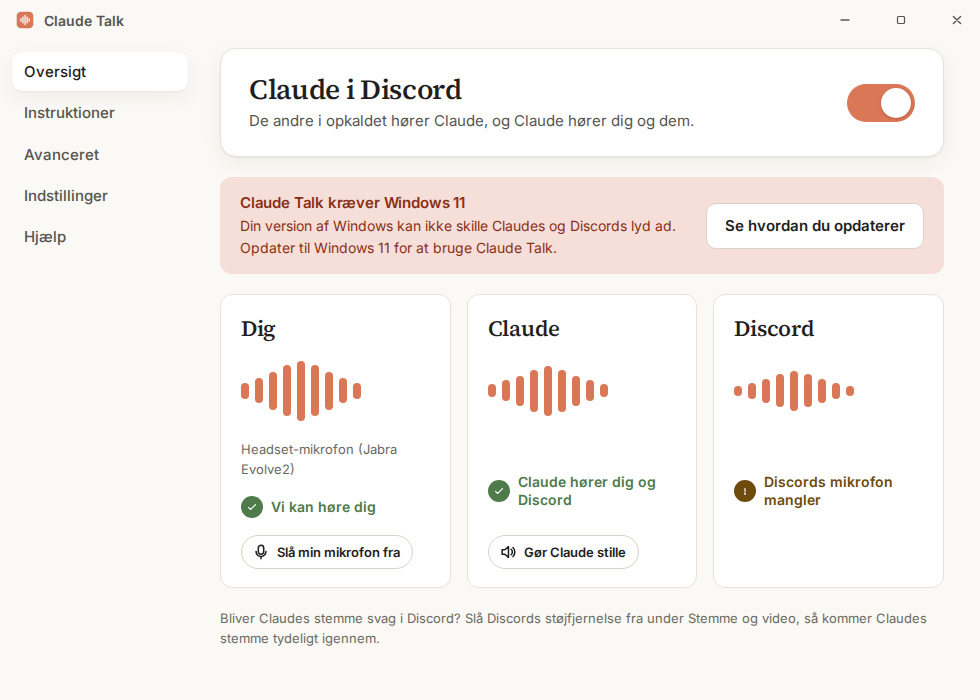 Claude Talk
Oversigt
Instruktioner
Avanceret
Indstillinger
Hjælp
Claude i Discord
De andre i opkaldet hører Claude, og Claude hører dig og dem.
Claude Talk kræver Windows 11
Din version af Windows kan ikke skille Claudes og Discords lyd ad.
Opdater til Windows 11 for at bruge Claude Talk.
Se hvordan du opdaterer
Dig
Headset-mikrofon (Jabra
Evolve2)
Vi kan høre dig
Slå min mikrofon fra
Claude
Claude hører dig og
Discord
Gør Claude stille
Discord
Discords mikrofon
mangler
Bliver Claudes stemme svag i Discord? Slå Discords støjfjernelse fra under Stemme og video, så kommer Claudes
stemme tydeligt igennem.